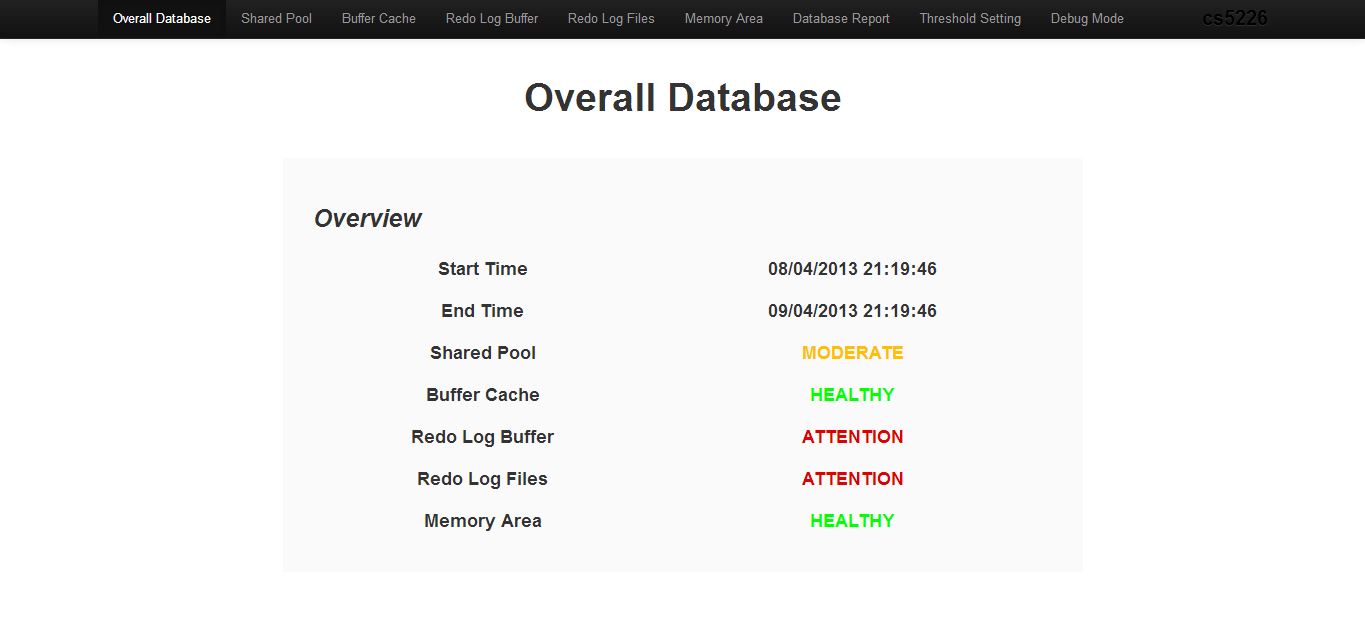 Overall Database Shared Pool Buffer Cache Redo Log Buffer Redo Log Files Memory Area Database Report Threshold Setting Debug Mode cs5226
Overall Database
Overview
Start Time 08/04/2013 21:19:46
End Time 09/04/2013 21:19:46
Shared Pool MODERATE
Buffer Cache HEALTHY
Redo Log Buffer ATTENTION
Redo Log Files ATTENTION
Memory Area HEALTHY